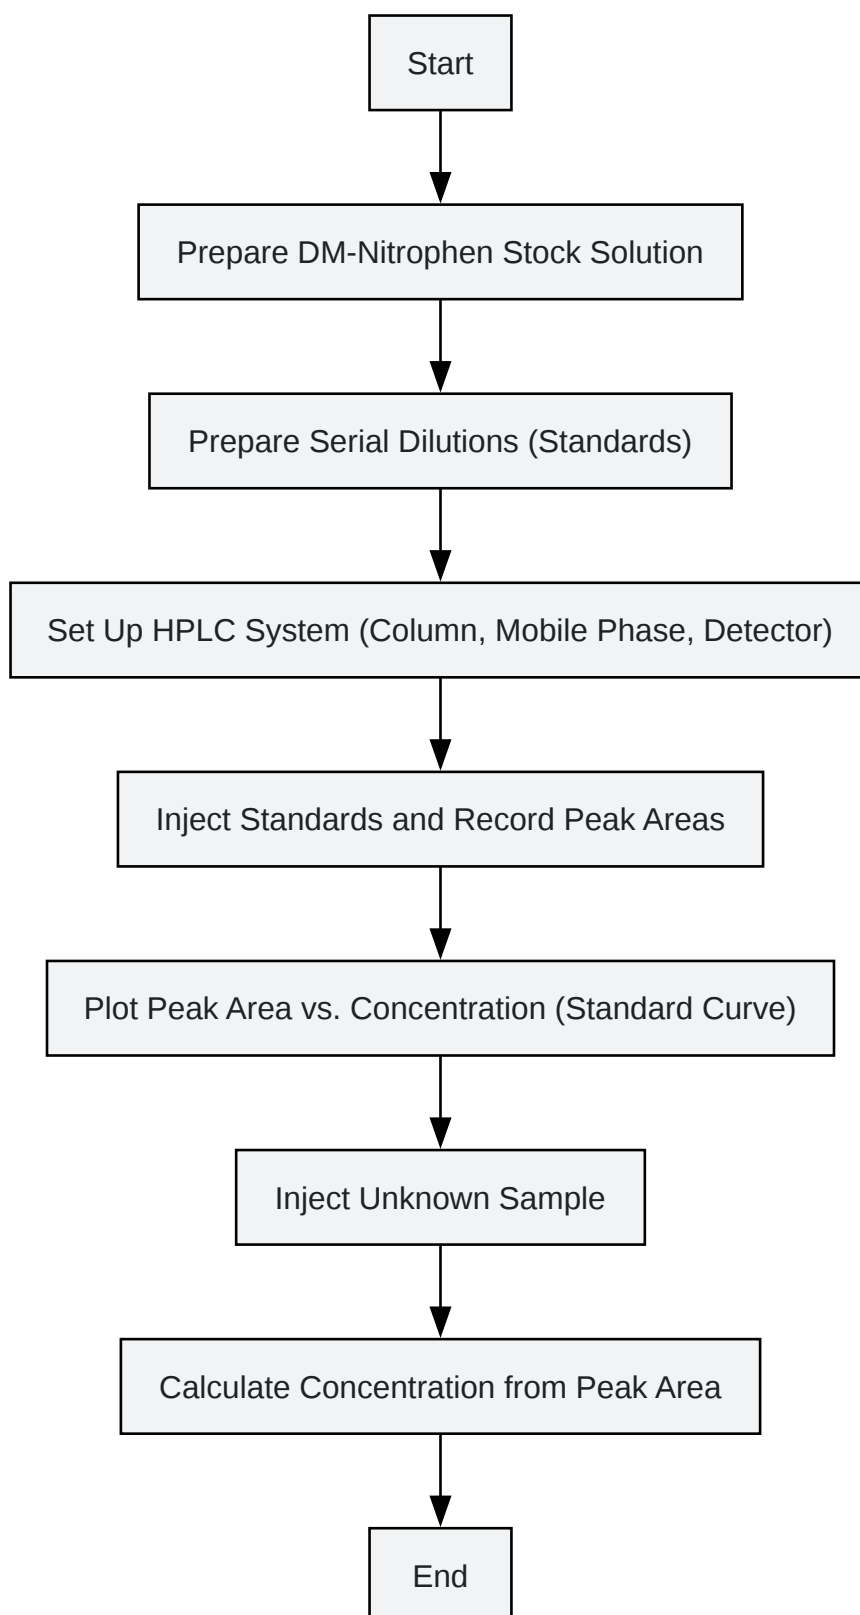 Start
Prepare DM-Nitrophen Stock Solution
Prepare Serial Dilutions (Standards)
Set Up HPLC System (Column, Mobile Phase, Detector)
Inject Standards and Record Peak Areas
Plot Peak Area vs. Concentration (Standard Curve)
Inject Unknown Sample
Calculate Concentration from Peak Area
End